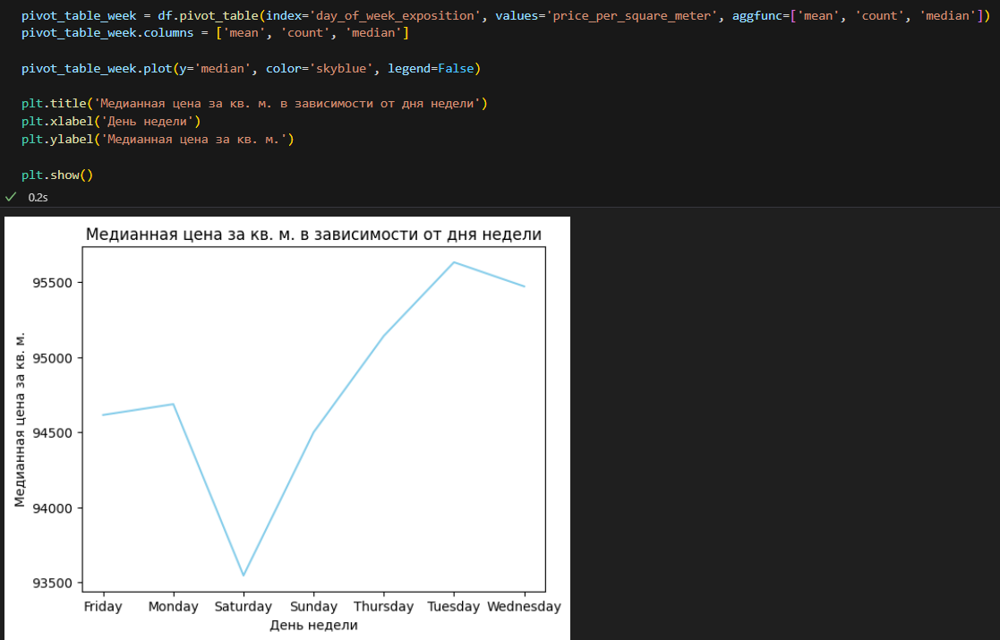 pivot_table_week = df.pivot_table(index='day_of_week_exposition', values='price_per_square_meter', aggfunc=['mean', 'count', 'median'])
pivot_table_week.columns = ['mean', 'count', 'median']
pivot_table_week.plot(y='median', color='skyblue', legend=False)
plt.title('Медианная цена за кв. м. в зависимости от дня недели')
plt.xlabel('День недели')
plt.ylabel('Медианная цена за кв. м.')
plt.show()
0.2s
Медианная цена за кв. м. в зависимости от дня недели
Медианная цена за кв. м.
95500
95000
94500
94000
93500
Friday Monday Saturday Sunday Thursday Tuesday Wednesday
День недели